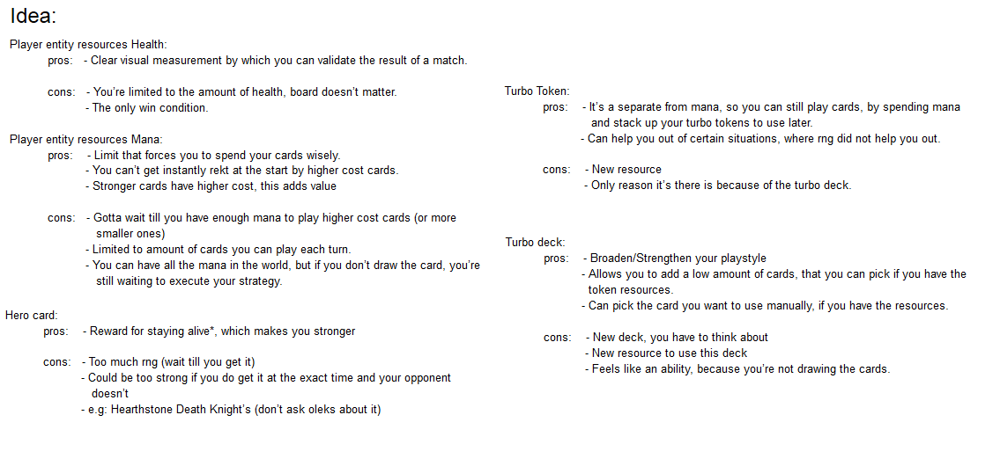 Idea:
Player entity resources Health:
pros: - Clear visual measurement by which you can validate the result of a match.
cons: - You're limited to the amount of health, board doesn't matter.
- The only win condition.
Player entity resources Mana:
pros: - Limit that forces you to spend your cards wisely.
- You can't get instantly rekt at the start by higher cost cards.
- Stronger cards have higher cost, this adds value
cons: - Gotta wait till you have enough mana to play higher cost cards (or more
smaller ones)
- Limited to amount of cards you can play each turn.
- You can have all the mana in the world, but if you don't draw the card, you're
still waiting to execute your strategy.
Hero card:
pros: - Reward for staying alive*, which makes you stronger
cons: - Too much rng (wait till you get it)
- Could be too strong if you do get it at the exact time and your opponent
doesn't
- e.g: Hearthstone Death Knight's (don't ask oleks about it)
Turbo Token:
pros: - It's a separate from mana, so you can still play cards, by spending mana
and stack up your turbo tokens to use later.
- Can help you out of certain situations, where rng did not help you out.
cons: - New resource
- Only reason it's there is because of the turbo deck.
Turbo deck:
pros: - Broaden/Strengthen your playstyle
- Allows you to add a low amount of cards, that you can pick if you have the
token resources.
- Can pick the card you want to use manually, if you have the resources.
cons: - New deck, you have to think about
- New resource to use this deck
- Feels like an ability, because you're not drawing the cards.